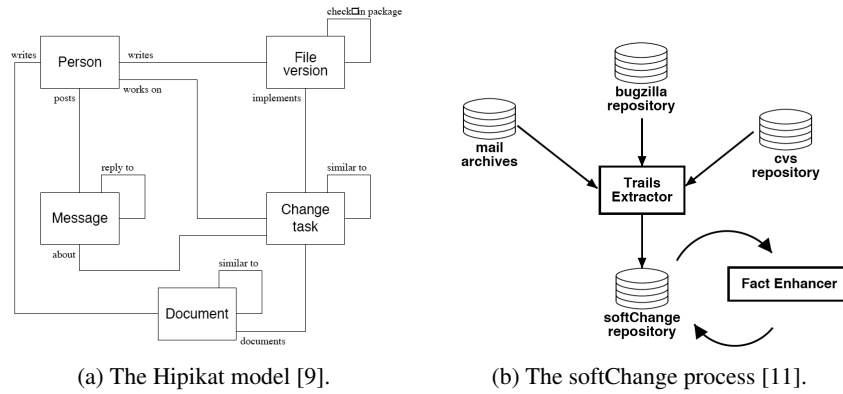 check in package
writes
Person
writes
File
version
works on
posts
implements
reply to
similar to
Message
Change
task
about
similar to
Document
documents
bugzilla
repository
mail
archives
cvs
repository
Trails
Extractor
Fact Enhancer
softChange
repository
(a) The Hipikat model [9].
(b) The softChange process [11].